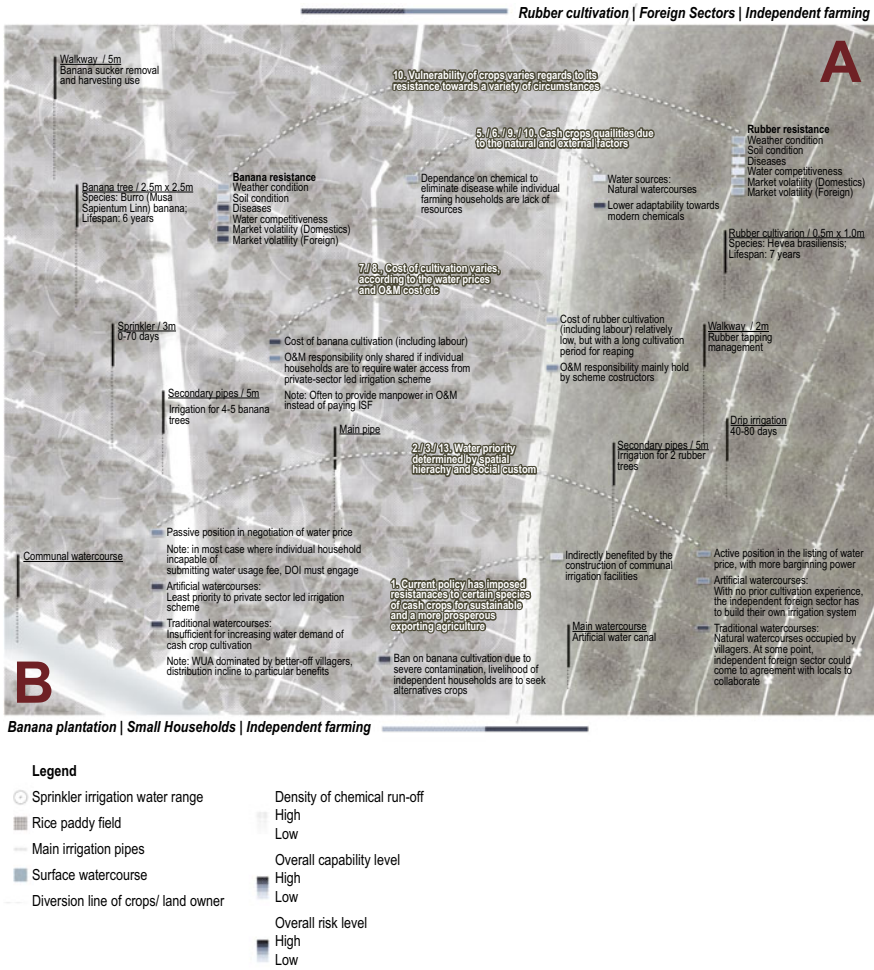 Rubber cultivation | Foreign Sectors | Independent farming
A
Walkway / 5m
Banana sucker removal
and harvesting use
10. Vulnerability of crops varies regards to its
resistance towards a variety of circumstances
5./ 6./ 9./ 10. Cash crops quailities due
to the natural and external factors
Rubber resistance
Weather condition
Soil condition
Diseases
Water competitiveness
Market volatility (Domestics)
Market volatility (Foreign)
Banana tree / 2.5m x 2.5m
Species: Burro (Musa
Sapientum Linn) banana;
Lifespan: 6 years
Banana resistance
Weather condition
Soil condition
Diseases
Water competitiveness
Market volatility (Domestics)
Market volatility (Foreign)
Dependance on chemical to
eliminate disease while individual
farming households are lack of
resources
Water sources:
Natural watercourses
Lower adaptability towards
modern chemicals
Rubber cultivarion / 0.5m x 1.0m
Species: Hevea brasiliensis;
Lifespan: 7 years
7./ 8., Cost of cultivation varies,
according to the water prices
and O&M cost etc
Sprinkler / 3m
0-70 days
Cost of banana cultivation (including labour)
O&M responsibility only shared if individual
households are to require water access from
private-sector led irrigation scheme
Note: Often to provide manpower in O&M
instead of paying ISF
Cost of rubber cultivation
(including labour) relatively
low, but with a long cultivation
period for reaping
O&M responsibility mainly hold
by scheme costructors
Walkway / 2m
Rubber tapping
management
Secondary pipes / 5m
Irrigation for 4-5 banana
trees
Main pipe
2./ 3./ 13. Water priority
determined by spatial
hierachy and social custom
Secondary pipes / 5m
Irrigation for 2 rubber
trees
Drip irrigation
40-80 days
Communal watercourse
Passive position in negotiation of water price
Note: in most case where individual household
incapable of
submitting water usage fee, DOI must engage
Artificial watercourses:
Least priority to private sector led irrigation
scheme
Traditional watercourses:
Insufficient for increasing water demand of
cash crop cultivation
Note: WUA dominated by better-off villagers,
distribution incline to particular benefits
1. Current policy has imposed
resistances to certain species
of cash crops for sustainable
and a more prosperous
exporting agriculture
Ban on banana cultivation due to
severe contamination, livelihood of
independent households are to seek
alternatives crops
Indirectly benefited by the
construction of communal
irrigation facilities
Main watercourse
Artificial water canal
Active position in the listing of water
price, with more barginning power
Artificial watercourses:
With no prior cultivation experience,
the independent foreign sector has
to build their own irrigation system
Traditional watercourses:
Natural watercourses occupied by
villagers. At some point,
independent foreign sector could
come to agreement with locals to
collaborate
B
Banana plantation | Small Households | Independent farming
Legend
Sprinkler irrigation water range
Rice paddy field
Main irrigation pipes
Surface watercourse
Diversion line of crops/ land owner
Density of chemical run-off
High
Low
Overall capability level
High
Low
Overall risk level
High
Low